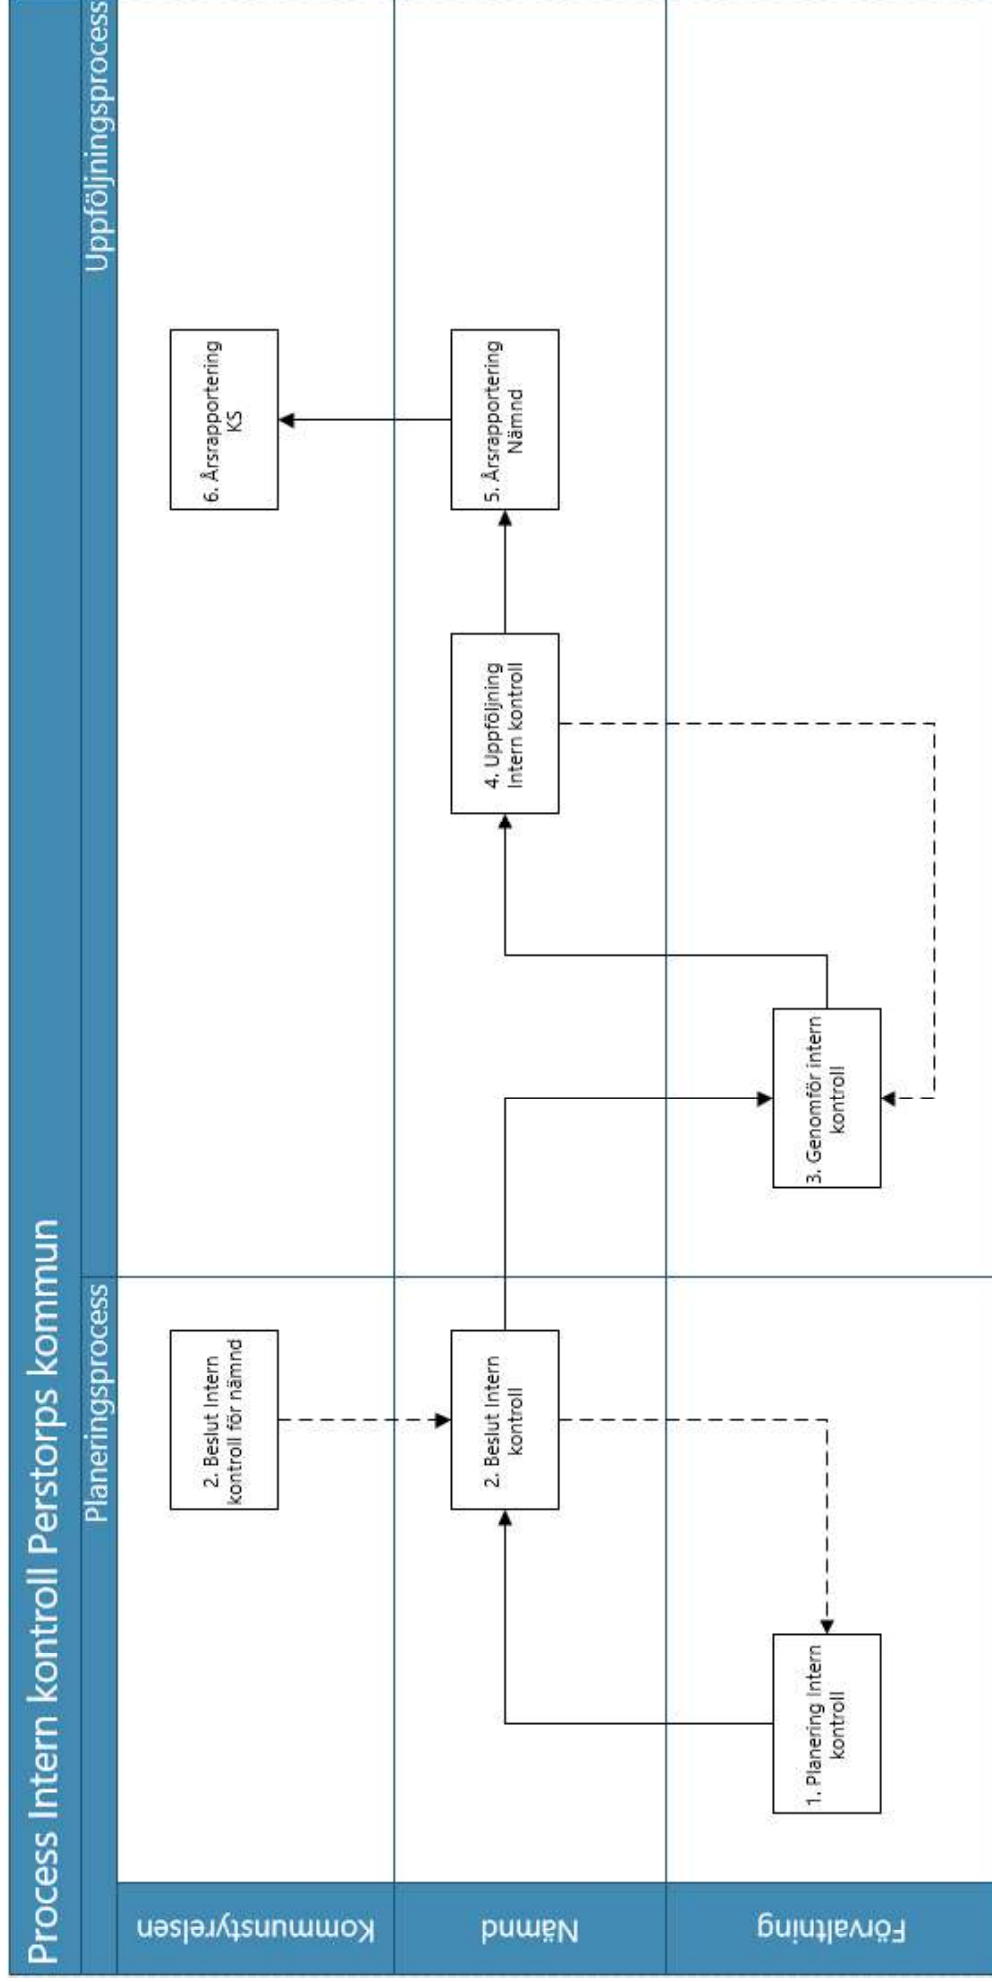 Process Intern kontroll Perstorps kommun
Planeringsprocess
Uppföljningsprocess
Kommunstyrelsen
2. Beslut Intern
kontroll för nämnd
6. Årsrapportering
KS
Nämnd
2. Beslut Intern
kontroll
4. Uppföljning
Intern kontroll
5. Årsrapportering
Nämnd
Förvaltning
1. Planering Intern
kontroll
3. Genomför intern
kontroll